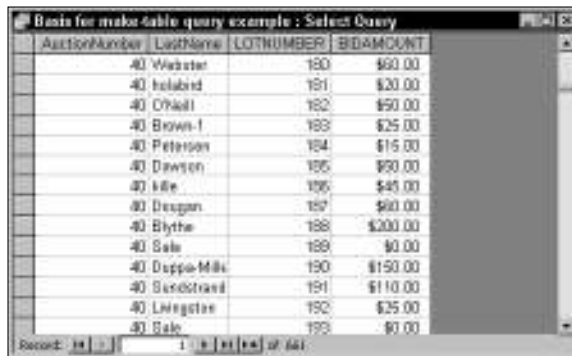 Basis for make-table query example : Select Query
AuctionNumber LastName LOTNUMBER BIDAMOUNT
40 Webster 180 $60.00
40 holabird 181 $20.00
40 O'Neill 182 $50.00
40 Brown-1 183 $25.00
40 Peterson 184 $15.00
40 Dawson 185
40 kille 186 $45.00
40 Dougan 187 $60.00
40 Blythe 188 $200.00
40 Sale 189 $0.00
40 Duppa-Mills 190 $150.00
40 Sundstrand 191 $110.00
40 Livingston 192 $25.00
40 Sale 193 $0.00
Record: 1 of 661